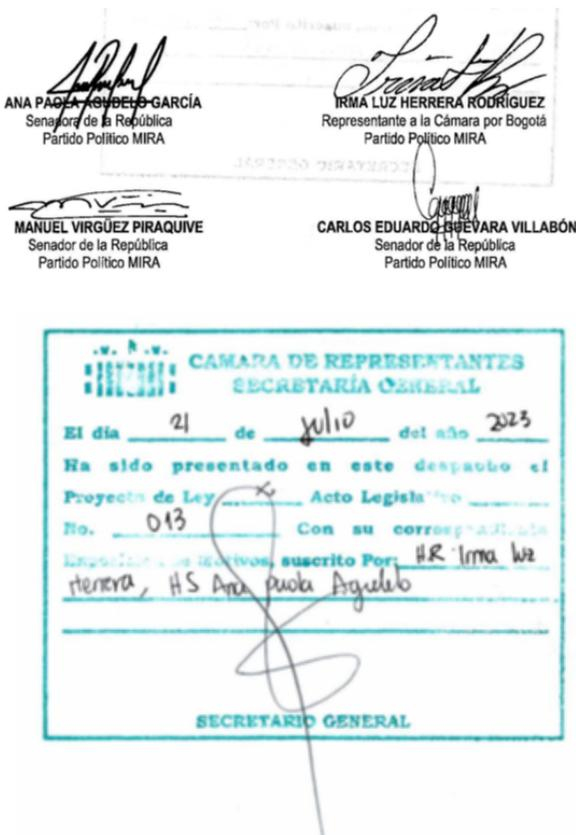 ANA PAOLA AGUDELO GARCÍA
Senadora de la República
Partido Político MIRA
IRMA LUZ HERRERA RODRÍGUEZ
Representante a la Cámara por Bogotá
Partido Político MIRA
MANUEL VIRGÜEZ PIRAQUIVE
Senador de la República
Partido Político MIRA
CARLOS EDUARDO GUEVARA VILLABÓN
Senador de la República
Partido Político MIRA
CAMARA DE REPRESENTANTES
SECRETARÍA GENERAL
El día 21 de Julio del año 2023
Ha sido presentado en este despacho el
Proyecto de Ley x Acto Legislativo
No. 013 Con su correspondiente
Exposición de Motivos, suscrito Por: H.R Irma luz
Herrera, H.S Ana paola Agudelo
SECRETARIO GENERAL